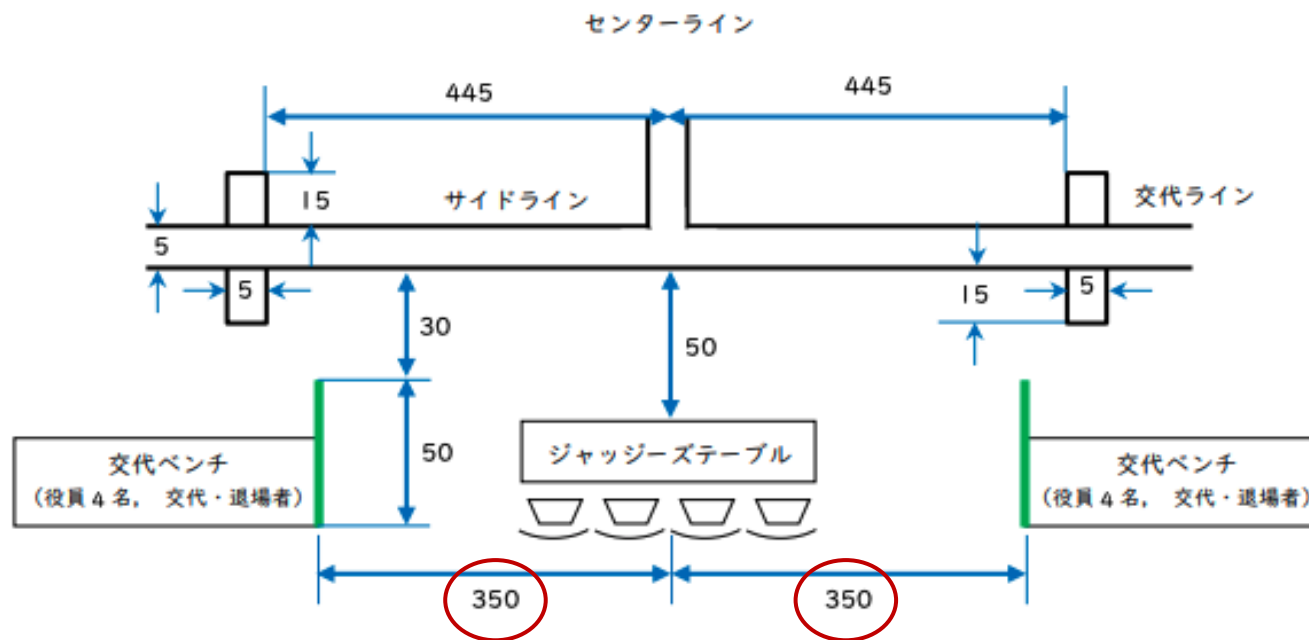 センターライン
445
445
15
サイドライン
交代ライン
5
5
15
5
30
50
50
ジャッジーズテーブル
交代ベンチ
(役員4名, 交代・退場者)
交代ベンチ
(役員4名, 交代・退場者)
350
350